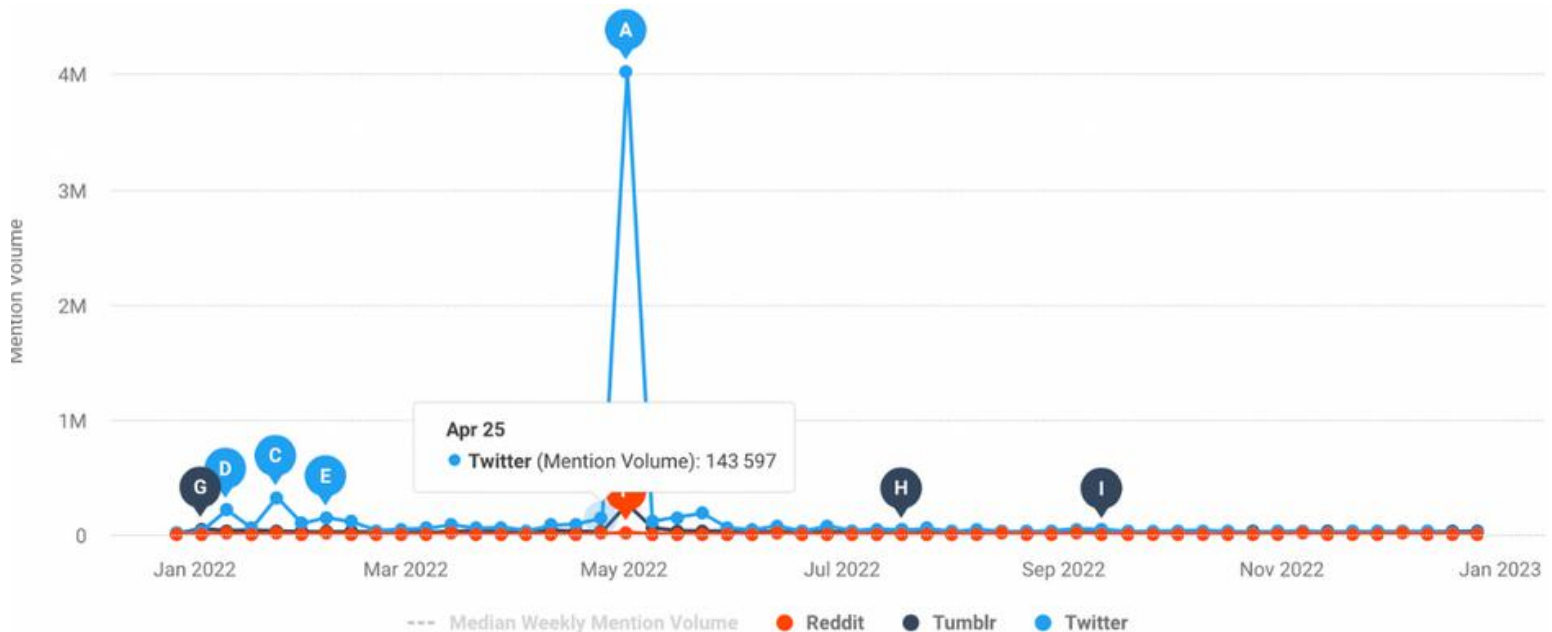 A
4M
3M
2M
1M
0
Mention Volume
Apr 25
Twitter (Mention Volume): 143 597
G
D
C
E
H
I
Jan 2022
Mar 2022
May 2022
Jul 2022
Sep 2022
Nov 2022
Jan 2023
Median Weekly Mention Volume
Reddit
Tumblr
Twitter